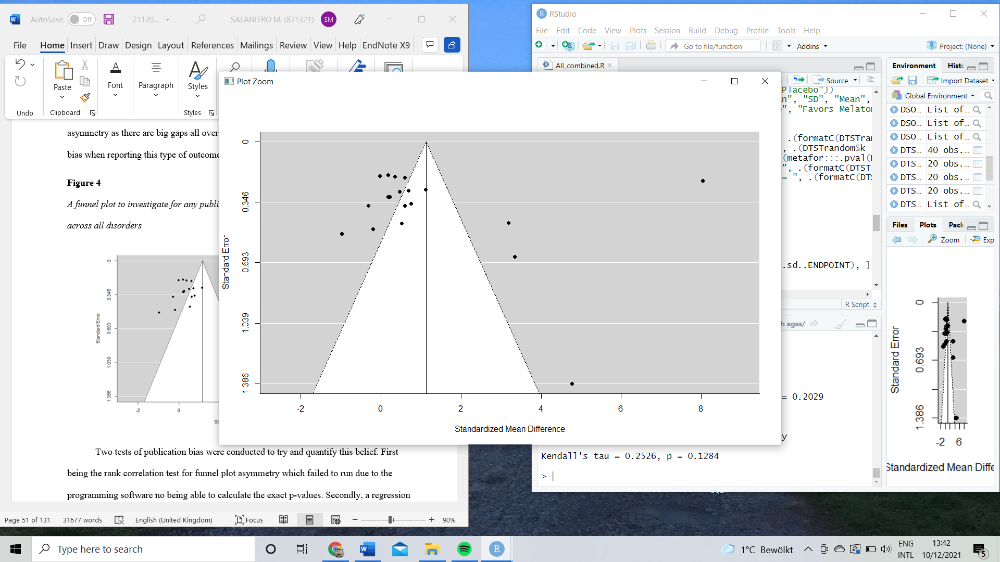 AutoSave Off 21120... SALANITRO M. (871321) SM
File Home Insert Draw Design Layout References Mailings Review View Help EndNote X9
Paste Font Paragraph Styles
Undo Clipboard Styles
asymmetry as there are big gaps all over
bias when reporting this type of outcome
Figure 4
A funnel plot to investigate for any publi
across all disorders
0
0.346
0.693
1.039
1.386
Standard Error
-2 0
Two tests of publication bias were conducted to try and quantify this belief. First
being the rank correlation test for funnel plot asymmetry which failed to run due to the
programming software no being able to calculate the exact p-values. Secondly, a regression
Page 51 of 131 31677 words English (United Kingdom) Focus 90%
Plot Zoom
0
0.346
0.693
1.039
1.386
Standard Error
-2 0 2 4 6 8
Standardized Mean Difference
RStudio
File Edit Code View Plots Session Build Debug Profile Tools Help
Go to file/function Addins Project: (None)
All_combined.R
Source
Placebo"))
n", "SD", "Mean",
", "Favors Melato
.(formatC(DTSTran
, .(DTSTrandom$k
(metafor:::.pval(
", .(formatC(DTST
= ", .(formatC(DT
.sd..ENDPOINT), ]
R Script
h ages/
= 0.2029
y
Kendall's tau = 0.2526, p = 0.1284
>
Environment Hist
Import Dataset
Global Environment
DSO... List of...
DSO... List of...
DSO... List of...
DTS... 40 obs...
DTS... 20 obs...
DTS... 20 obs...
DTS... 20 obs...
DTS... List of...
Files Plots Pack
Zoom Exp
0
0.693
1.386
Standard Error
-2 6
Standardized Mean Diffe
Type here to search
1°C Bewölkt
ENG
INTL
13:42
10/12/2021
5